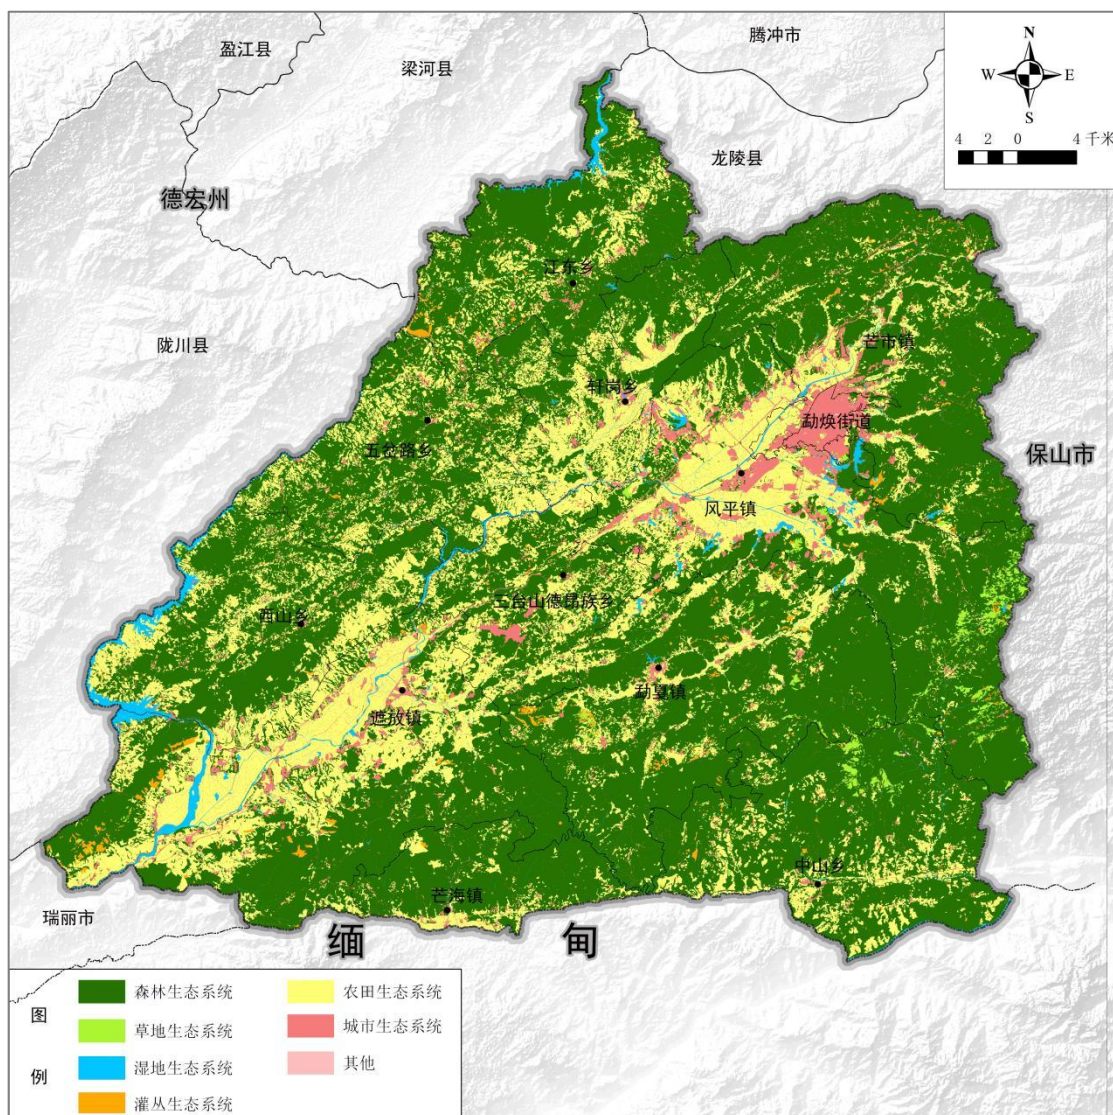 盈江县
腾冲市
梁河县
N
W
E
S
4 2 0 4 千米
龙陵县
德宏州
江东乡
陇川县
芒市镇
轩岗乡
勐焕街道
五岔路乡
保山市
风平镇
三台山德昂族乡
西山乡
勐戛镇
遮放镇
中山乡
芒海镇
瑞丽市
缅甸
图例
森林生态系统
农田生态系统
草地生态系统
城市生态系统
湿地生态系统
其他
灌丛生态系统